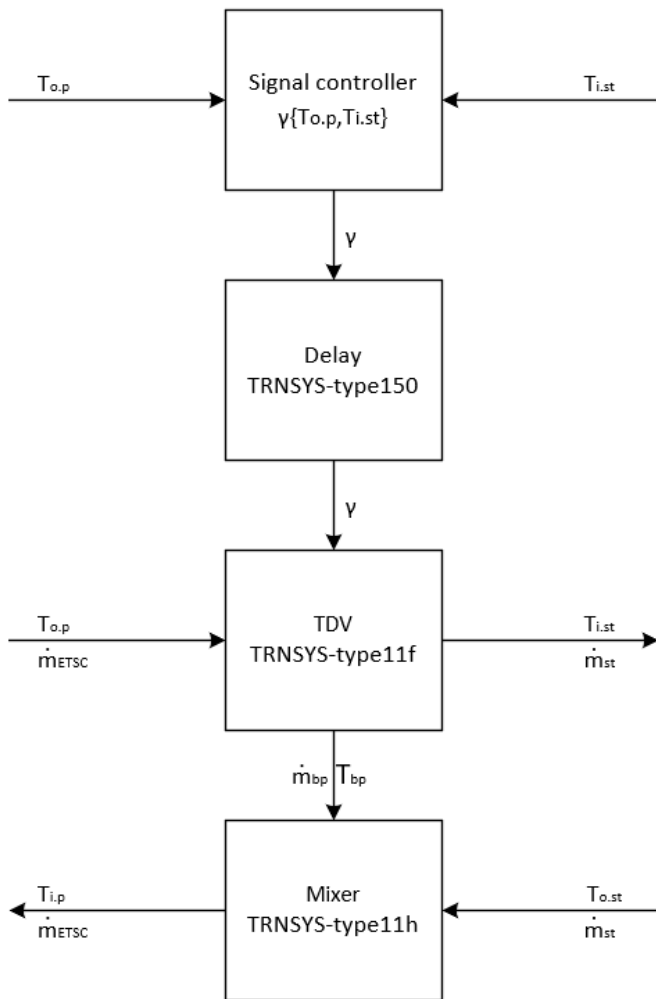 To.p
Signal controller
γ{To.p,Ti.st}
Ti.st
γ
Delay
TRNSYS-type150
γ
To.p
ṁETSC
TDV
TRNSYS-type11f
Ti.st
ṁst
ṁbp Tbp
Ti.p
ṁETSC
Mixer
TRNSYS-type11h
To.st
ṁst